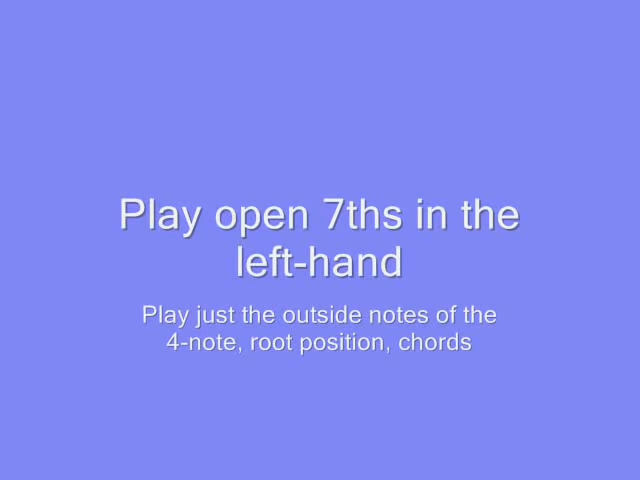 Play open 7ths in the
left-hand
Play just the outside notes of the
4-note, root position, chords